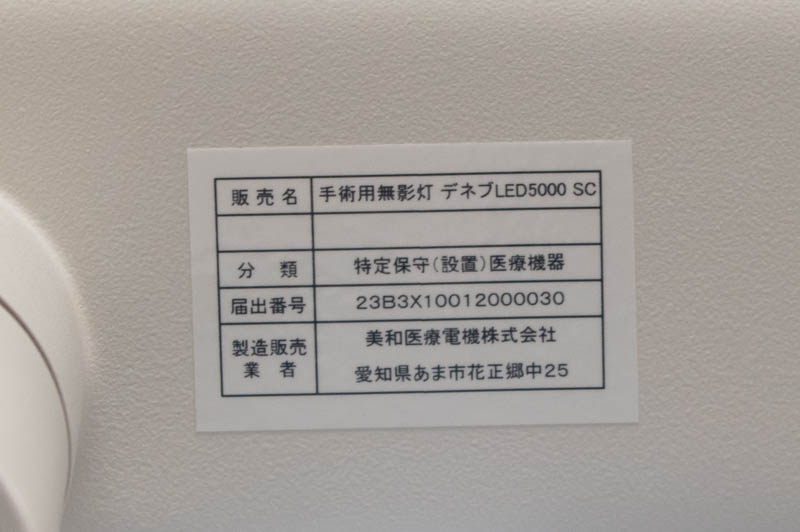 販売名 手術用無影灯 デネブLED5000 SC
分類 特定保守(設置)医療機器
届出番号 23B3X10012000030
製造販売業者 美和医療電機株式会社
愛知県あま市花正郷中25